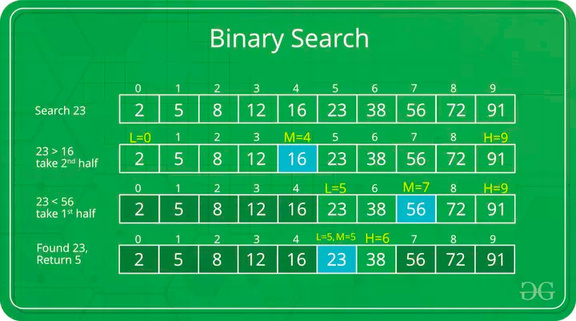 Binary Search
0 1 2 3 4 5 6 7 8 9
Search 23 2 5 8 12 16 23 38 56 72 91
L=0 1 2 3 M=4 5 6 7 8 H=9
23 > 16
take 2nd half 2 5 8 12 16 23 38 56 72 91
0 1 2 3 4 L=5 6 M=7 8 H=9
23 < 56
take 1st half 2 5 8 12 16 23 38 56 72 91
0 1 2 3 4 L=5, M=5 H=6 7 8 9
Found 23,
Return 5 2 5 8 12 16 23 38 56 72 91